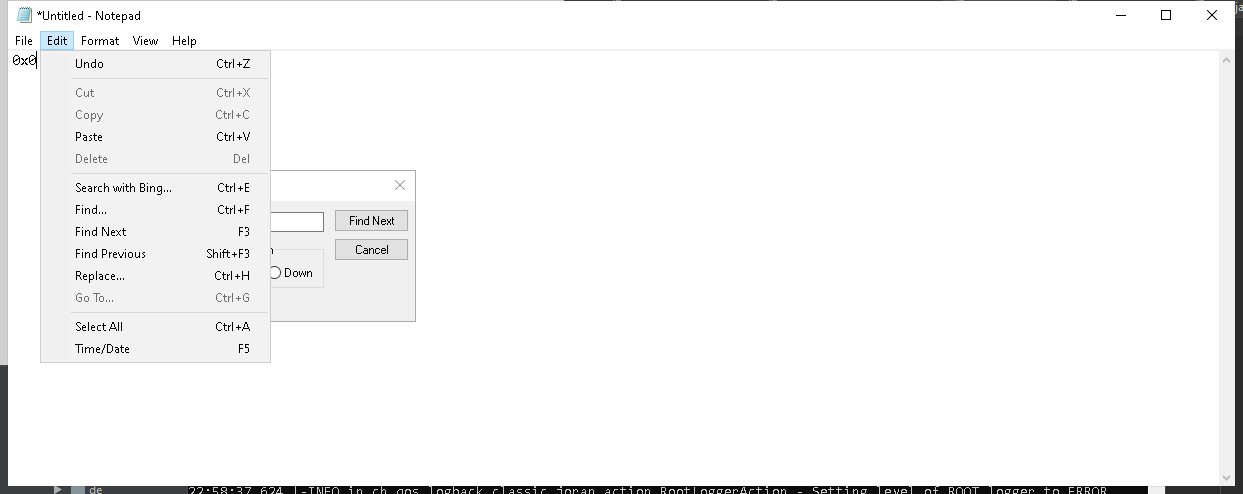 *Untitled - Notepad
File Edit Format View Help
0x0
Undo Ctrl+Z
Cut Ctrl+X
Copy Ctrl+C
Paste Ctrl+V
Delete Del
Search with Bing... Ctrl+E
Find... Ctrl+F
Find Next F3
Find Previous Shift+F3
Replace... Ctrl+H
Go To... Ctrl+G
Select All Ctrl+A
Time/Date F5
Find Next
Cancel
Down
ja
de 22:58:37,624 |-INFO in ch.qos.logback.classic.joran.action.RootLoggerAction - Setting level of ROOT logger to ERROR